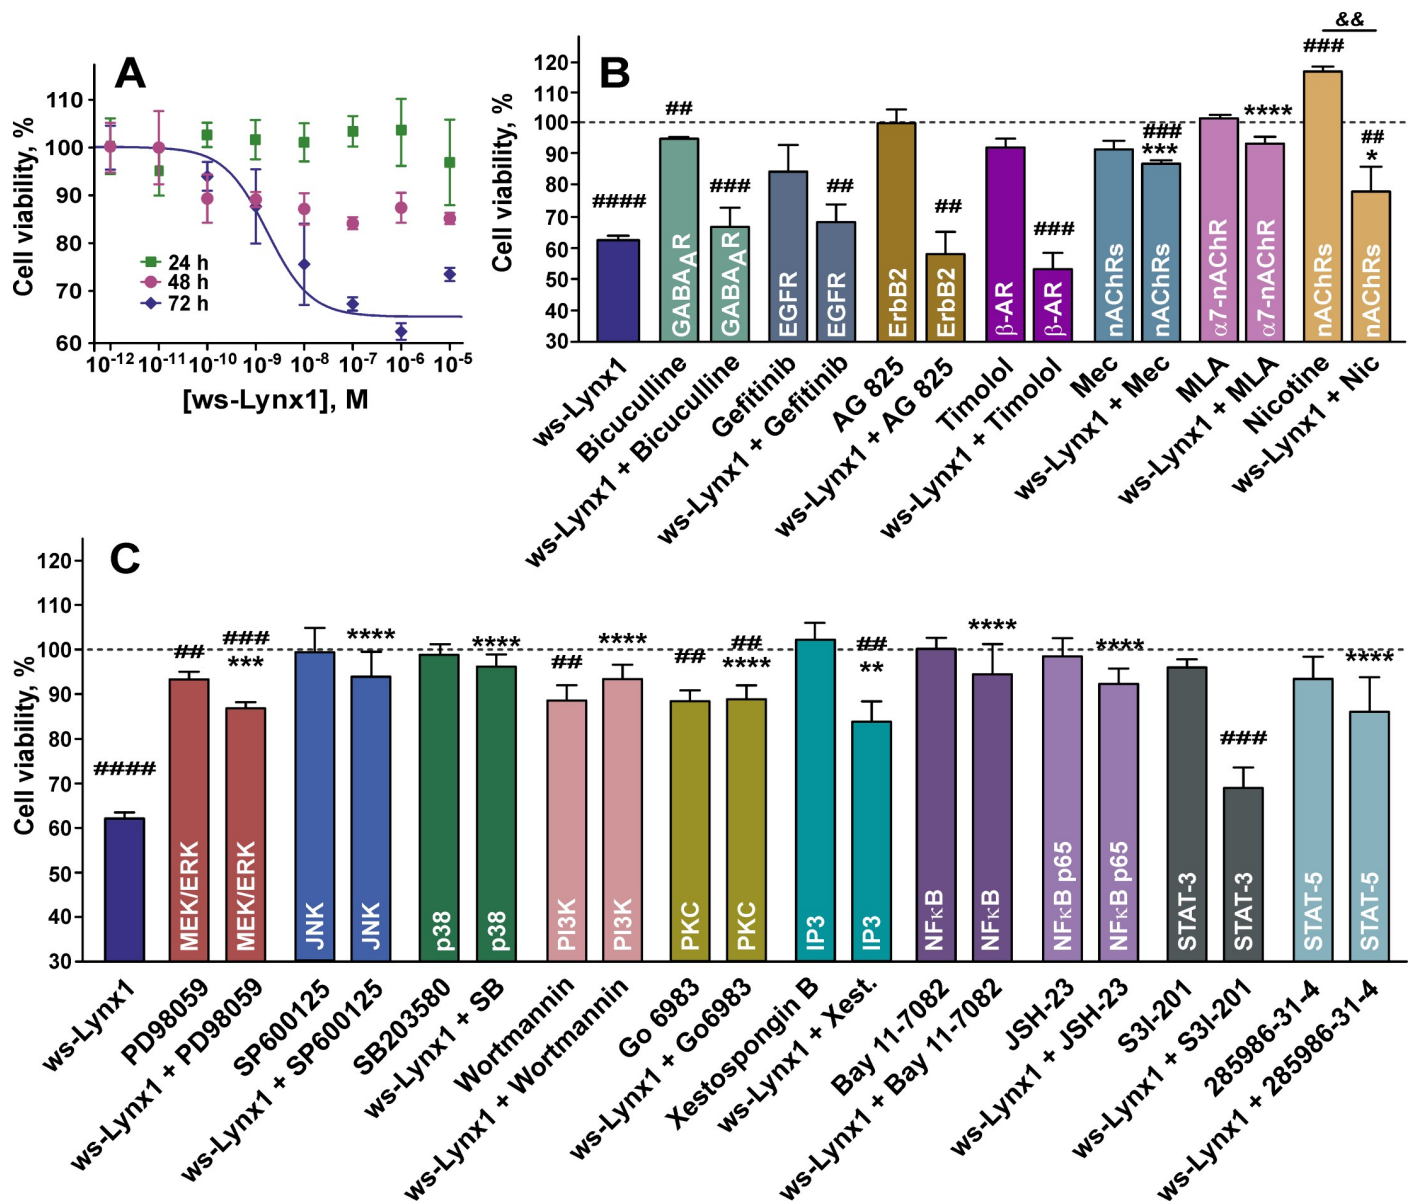 A
Cell viability, %
110
100
90
80
70
60
24 h
48 h
72 h
10⁻¹² 10⁻¹¹ 10⁻¹⁰ 10⁻⁹ 10⁻⁸ 10⁻⁷ 10⁻⁶ 10⁻⁵
[ws-Lynx1], M
B
Cell viability, %
120
110
100
90
80
70
60
50
40
30
####
##
###
##
##
###
###
***
****
###
&&
##
*
GABAAR
GABAAR
EGFR
EGFR
ErbB2
ErbB2
β-AR
β-AR
nAChRs
nAChRs
α7-nAChR
α7-nAChR
nAChRs
nAChRs
ws-Lynx1
Bicuculline
ws-Lynx1 + Bicuculline
Gefitinib
ws-Lynx1 + Gefitinib
AG 825
ws-Lynx1 + AG 825
Timolol
ws-Lynx1 + Timolol
Mec
ws-Lynx1 + Mec
MLA
ws-Lynx1 + MLA
Nicotine
ws-Lynx1 + Nic
C
Cell viability, %
120
110
100
90
80
70
60
50
40
30
####
##
###
***
****
****
##
****
##
##
****
##
**
****
****
###
****
MEK/ERK
MEK/ERK
JNK
JNK
p38
p38
PI3K
PI3K
PKC
PKC
IP3
IP3
NFκB
NFκB
NFκB p65
NFκB p65
STAT-3
STAT-3
STAT-5
STAT-5
ws-Lynx1
PD98059
ws-Lynx1 + PD98059
SP600125
ws-Lynx1 + SP600125
SB203580
ws-Lynx1 + SB
Wortmannin
ws-Lynx1 + Wortmannin
Go 6983
ws-Lynx1 + Go6983
Xestospongin B
ws-Lynx1 + Xest.
Bay 11-7082
ws-Lynx1 + Bay 11-7082
JSH-23
ws-Lynx1 + JSH-23
S3I-201
ws-Lynx1 + S3I-201
285986-31-4
ws-Lynx1 + 285986-31-4